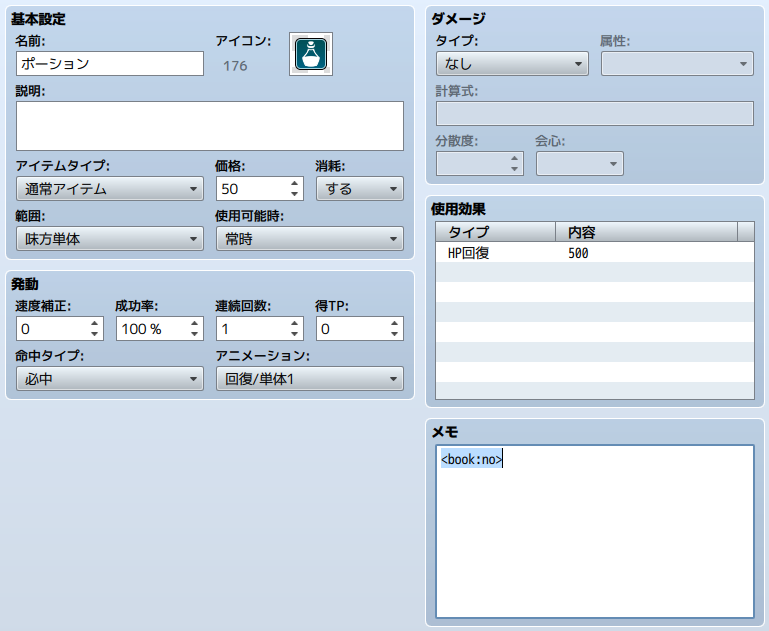 基本設定
名前:
アイコン:
ポーション
176
説明:
アイテムタイプ:
価格:
消耗:
通常アイテム
50
する
範囲:
使用可能時:
味方単体
常時
発動
速度補正:
成功率:
連続回数:
得TP:
0
100 %
1
0
命中タイプ:
アニメーション:
必中
回復/単体1
ダメージ
タイプ:
属性:
なし
計算式:
分散度:
会心:
使用効果
タイプ
内容
HP回復
500
メモ
<book:no>